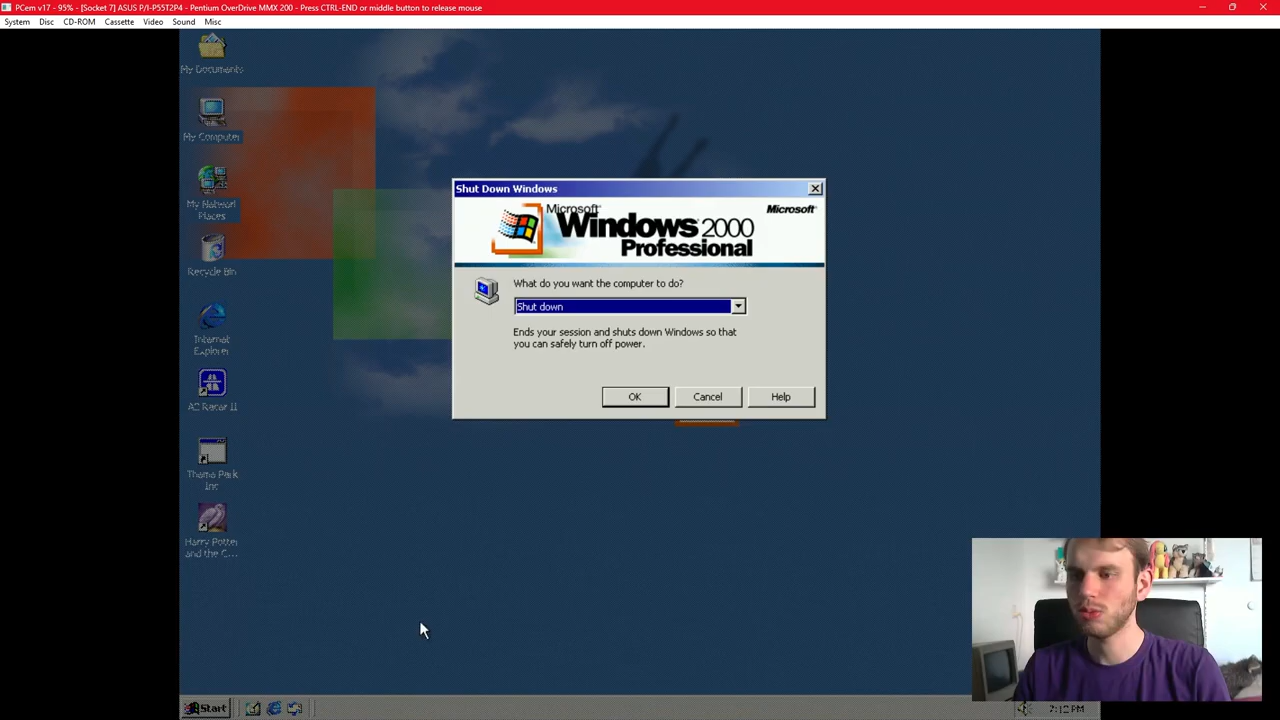 PCem v17 - 95% - [Socket 7] ASUS P/I-P55T2P4 - Pentium OverDrive MMX 200 - Press CTRL-END or middle button to release mouse
System Disc CD-ROM Cassette Video Sound Misc
My Documents
My Computer
My Network
Places
Recycle Bin
Internet
Explorer
A2 Racer II
Theme Park
Inc
Harry Potter
and the C...
Shut Down Windows
Microsoft
Windows 2000
Professional
Microsoft
What do you want the computer to do?
Shut down
Ends your session and shuts down Windows so that
you can safely turn off power.
OK Cancel Help
Start
7:12 PM